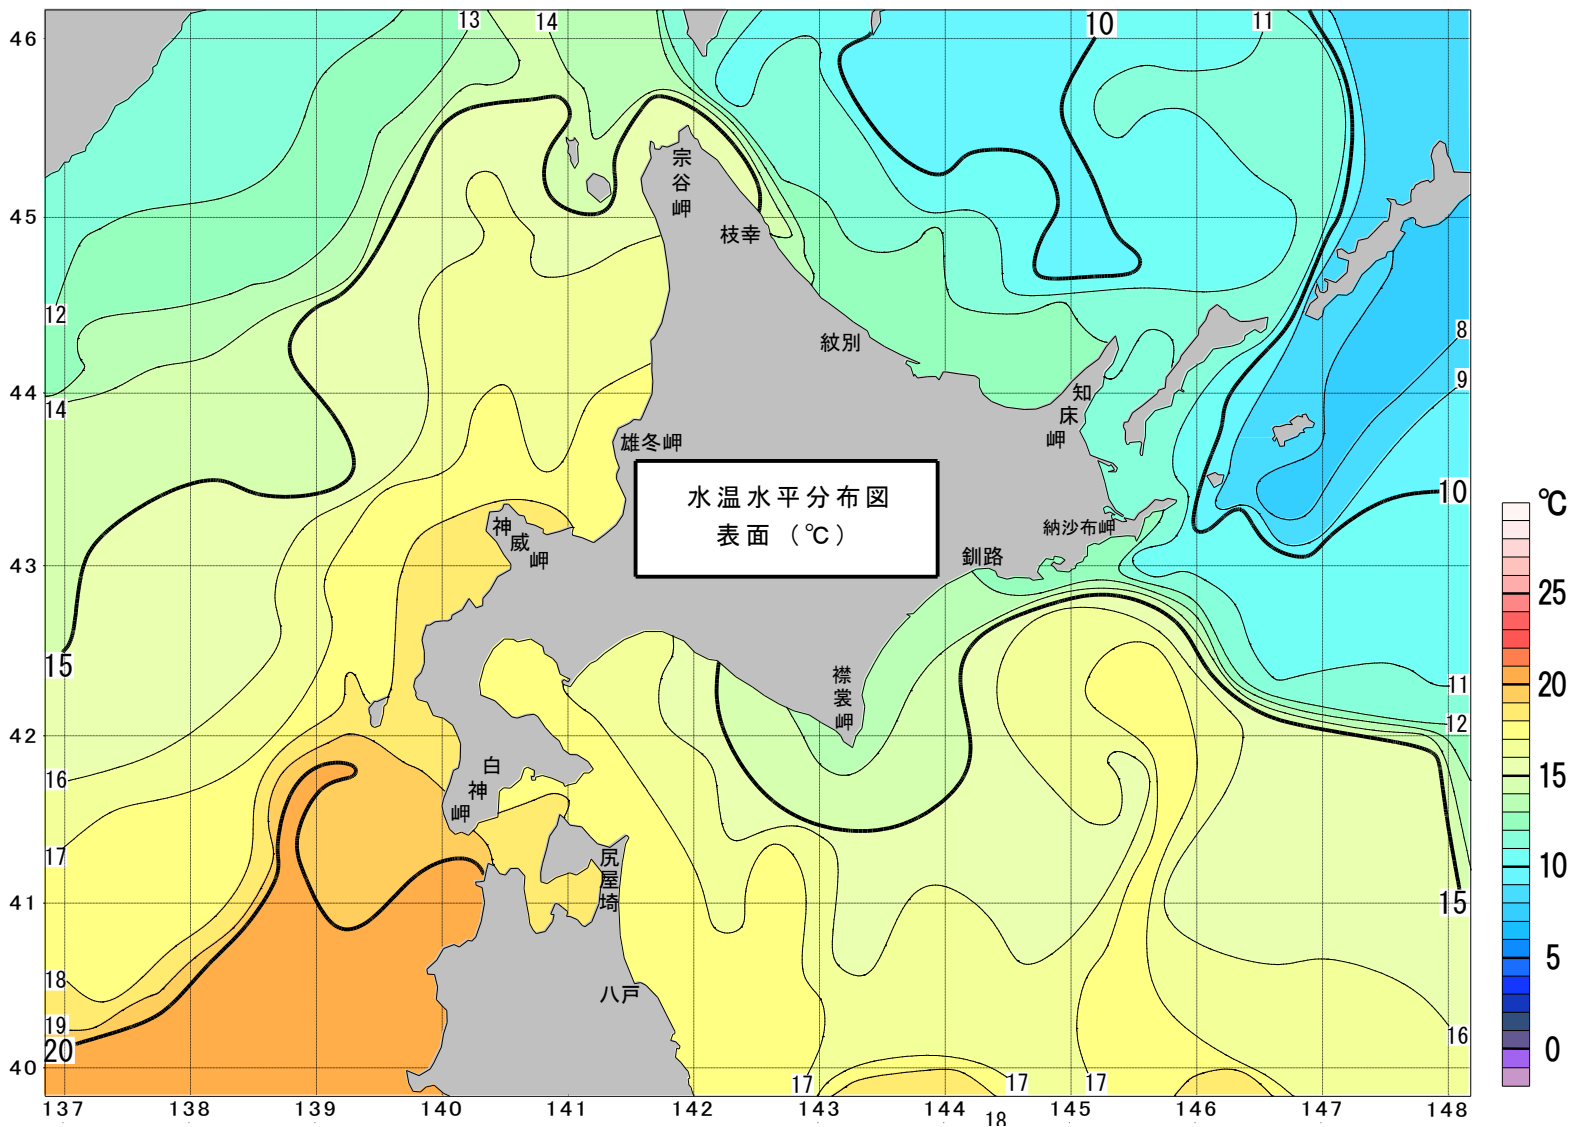 13
14
10
11
46
45
44
43
42
41
40
12
14
15
16
17
18
19
20
8
9
10
11
12
15
16
17
17
17
18
宗谷岬
枝幸
紋別
知床岬
雄冬岬
水温水平分布図
表面（℃）
神威岬
納沙布岬
釧路
襟裳岬
白神岬
尻屋埼
八戸
℃
25
20
15
10
5
0
137 138 139 140 141 142 143 144 145 146 147 148